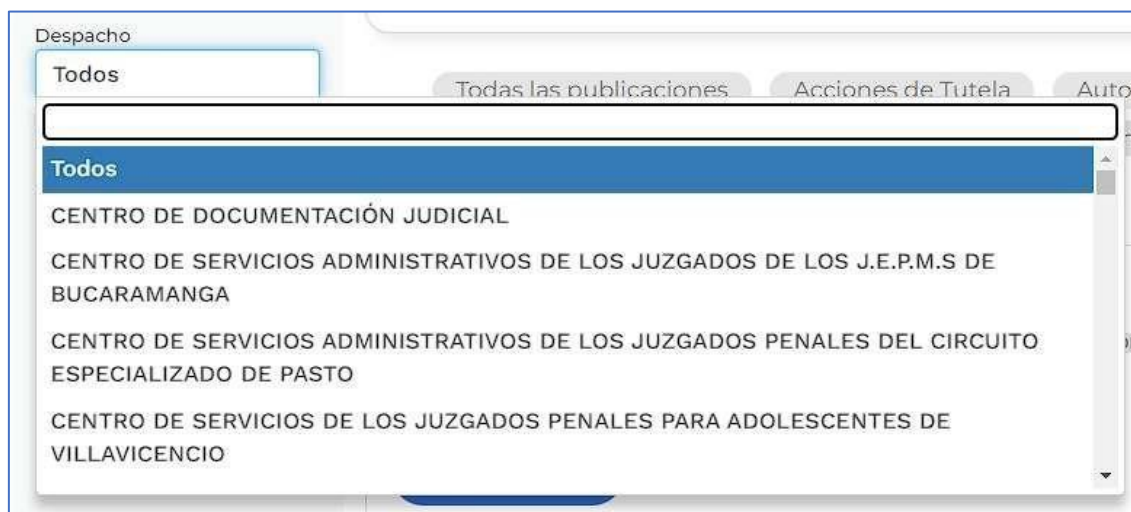 Despacho
Todos
Todas las publicaciones
Acciones de Tutela
Todos
CENTRO DE DOCUMENTACIÓN JUDICIAL
CENTRO DE SERVICIOS ADMINISTRATIVOS DE LOS JUZGADOS DE LOS J.E.P.M.S DE
BUCARAMANGA
CENTRO DE SERVICIOS ADMINISTRATIVOS DE LOS JUZGADOS PENALES DEL CIRCUITO
ESPECIALIZADO DE PASTO
CENTRO DE SERVICIOS DE LOS JUZGADOS PENALES PARA ADOLESCENTES DE
VILLAVICENCIO